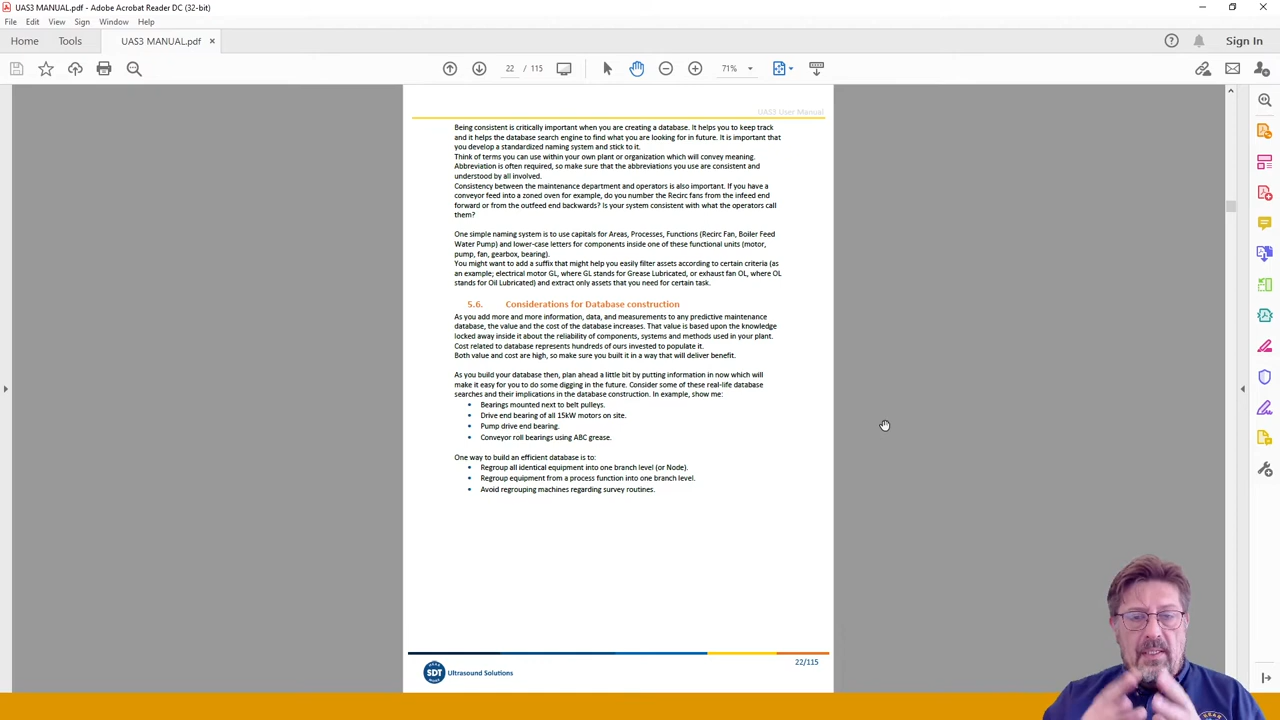 UAS3 MANUAL.pdf - Adobe Acrobat Reader DC (32-bit)
File Edit View Sign Window Help
Home Tools UAS3 MANUAL.pdf × Sign In
22 / 115 71%
UAS3 User Manual
Being consistent is critically important when you are creating a database. It helps you to keep track
and it helps the database search engine to find what you are looking for in future. It is important that
you develop a standardized naming system and stick to it.
Think of terms you can use within your own plant or organization which will convey meaning.
Abbreviation is often required, so make sure that the abbreviations you use are consistent and
understood by all involved.
Consistency between the maintenance department and operators is also important. If you have a
conveyor feed into a zoned oven for example, do you number the Recirc fans from the infeed end
forward or from the outfeed end backwards? Is your system consistent with what the operators call
them?
One simple naming system is to use capitals for Areas, Processes, Functions (Recirc Fan, Boiler Feed
Water Pump) and lower-case letters for components inside one of these functional units (motor,
pump, fan, gearbox, bearing).
You might want to add a suffix that might help you easily filter assets according to certain criteria (as
an example; electrical motor GL, where GL stands for Grease Lubricated, or exhaust fan OL, where OL
stands for Oil Lubricated) and extract only assets that you need for certain task.
5.6. Considerations for Database construction
As you add more and more information, data, and measurements to any predictive maintenance
database, the value and the cost of the database increases. That value is based upon the knowledge
locked away inside it about the reliability of components, systems and methods used in your plant.
Cost related to database represents hundreds of ours invested to populate it.
Both value and cost are high, so make sure you built it in a way that will deliver benefit.
As you build your database then, plan ahead a little bit by putting information in now which will
make it easy for you to do some digging in the future. Consider some of these real-life database
searches and their implications in the database construction. In example, show me:
• Bearings mounted next to belt pulleys.
• Drive end bearing of all 15kW motors on site.
• Pump drive end bearing.
• Conveyor roll bearings using ABC grease.
One way to build an efficient database is to:
• Regroup all identical equipment into one branch level (or Node).
• Regroup equipment from a process function into one branch level.
• Avoid regrouping machines regarding survey routines.
22/115
SDT Ultrasound Solutions